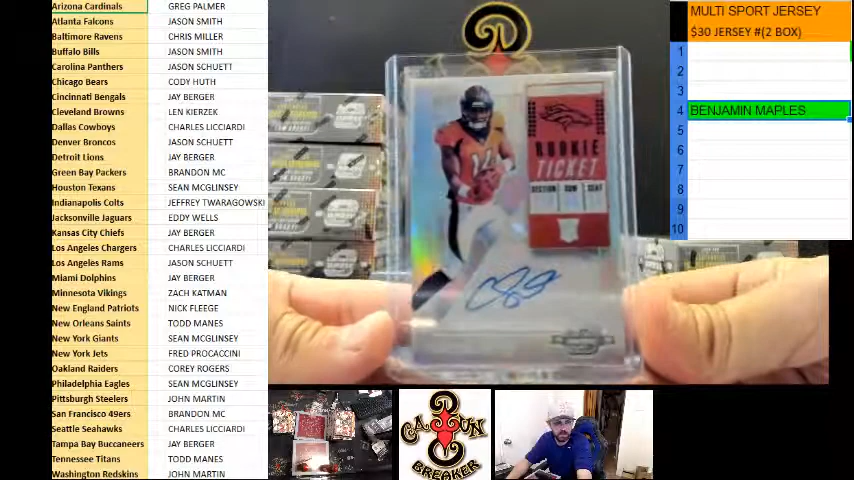 Arizona Cardinals GREG PALMER
Atlanta Falcons JASON SMITH
Baltimore Ravens CHRIS MILLER
Buffalo Bills JASON SMITH
Carolina Panthers JASON SCHUETT
Chicago Bears CODY HUTH
Cincinnati Bengals JAY BERGER
Cleveland Browns LEN KIERZEK
Dallas Cowboys CHARLES LICCIARDI
Denver Broncos JASON SCHUETT
Detroit Lions JAY BERGER
Green Bay Packers BRANDON MC
Houston Texans SEAN MCGLINSEY
Indianapolis Colts JEFFREY TWARAGOWSKI
Jacksonville Jaguars EDDY WELLS
Kansas City Chiefs JAY BERGER
Los Angeles Chargers CHARLES LICCIARDI
Los Angeles Rams JASON SCHUETT
Miami Dolphins JAY BERGER
Minnesota Vikings ZACH KATMAN
New England Patriots NICK FLEEGE
New Orleans Saints TODD MANES
New York Giants SEAN MCGLINSEY
New York Jets FRED PROCACCINI
Oakland Raiders COREY ROGERS
Philadelphia Eagles SEAN MCGLINSEY
Pittsburgh Steelers JOHN MARTIN
San Francisco 49ers BRANDON MC
Seattle Seahawks CHARLES LICCIARDI
Tampa Bay Buccaneers JAY BERGER
Tennessee Titans TODD MANES
Washington Redskins JOHN MARTIN
ROOKIE
TICKET
SECTION ROW SEAT
14
MULTI SPORT JERSEY
$30 JERSEY #(2 BOX)
1
2
3
4 BENJAMIN MAPLES
5
6
7
8
9
10
CAJUN
BREAKER